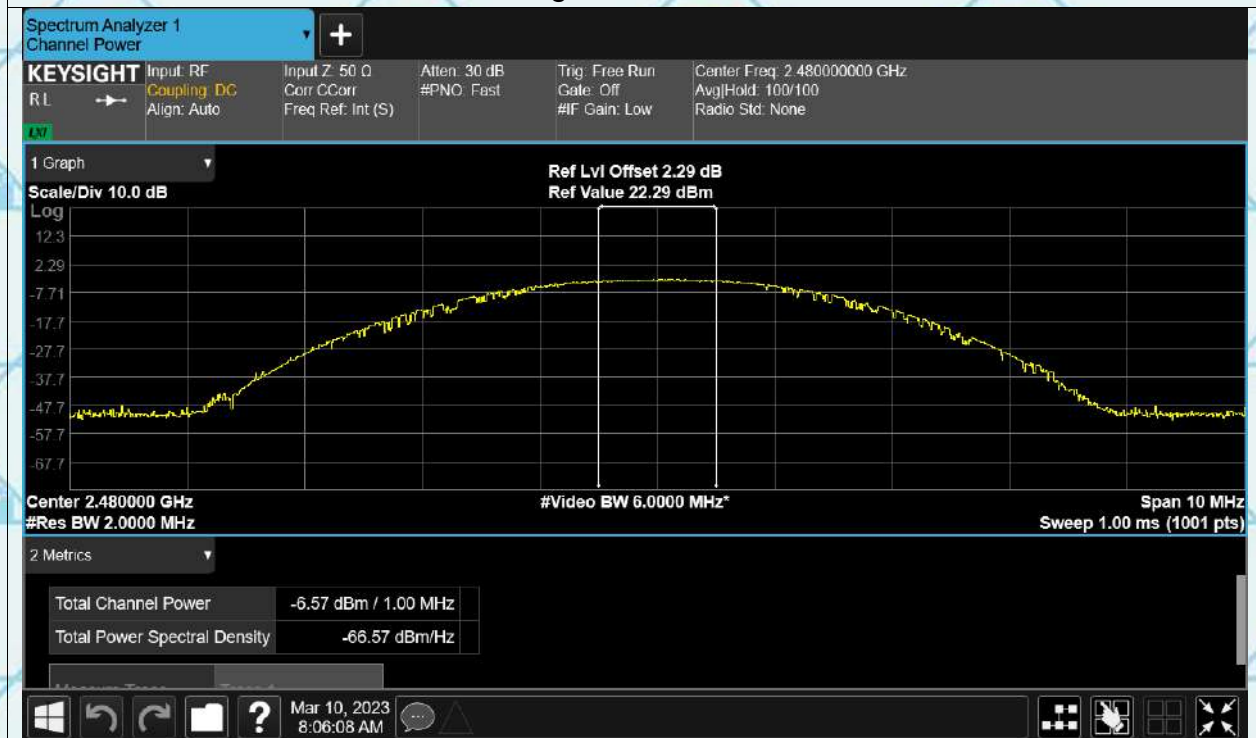 Spectrum Analyzer 1
Channel Power
+
KEYSIGHT
RL
LXI
Input: RF
Coupling: DC
Align: Auto
Input Z: 50 Ω
Corr CCorr
Freq Ref: Int (S)
Atten: 30 dB
#PNO: Fast
Trig: Free Run
Gate: Off
#IF Gain: Low
Center Freq: 2.480000000 GHz
Avg|Hold: 100/100
Radio Std: None
1 Graph
Scale/Div 10.0 dB
Ref Lvl Offset 2.29 dB
Ref Value 22.29 dBm
Log
12.3
2.29
-7.71
-17.7
-27.7
-37.7
-47.7
-57.7
-67.7
Center 2.480000 GHz
#Res BW 2.0000 MHz
#Video BW 6.0000 MHz*
Span 10 MHz
Sweep 1.00 ms (1001 pts)
2 Metrics
Total Channel Power -6.57 dBm / 1.00 MHz
Total Power Spectral Density -66.57 dBm/Hz
?
Mar 10, 2023
8:06:08 AM